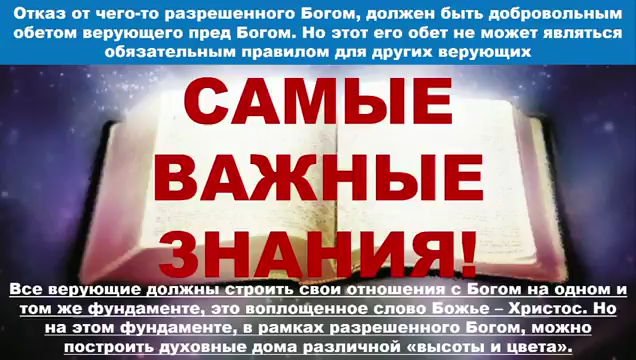 Отказ от чего-то разрешенного Богом, должен быть добровольным
обетом верующего пред Богом. Но этот его обет не может являться
обязательным правилом для других верующих
САМЫЕ
ВАЖНЫЕ
ЗНАНИЯ!
Все верующие должны строить свои отношения с Богом на одном и
том же фундаменте, это воплощенное слово Божье – Христос. Но
на этом фундаменте, в рамках разрешенного Богом, можно
построить духовные дома различной «высоты и цвета».